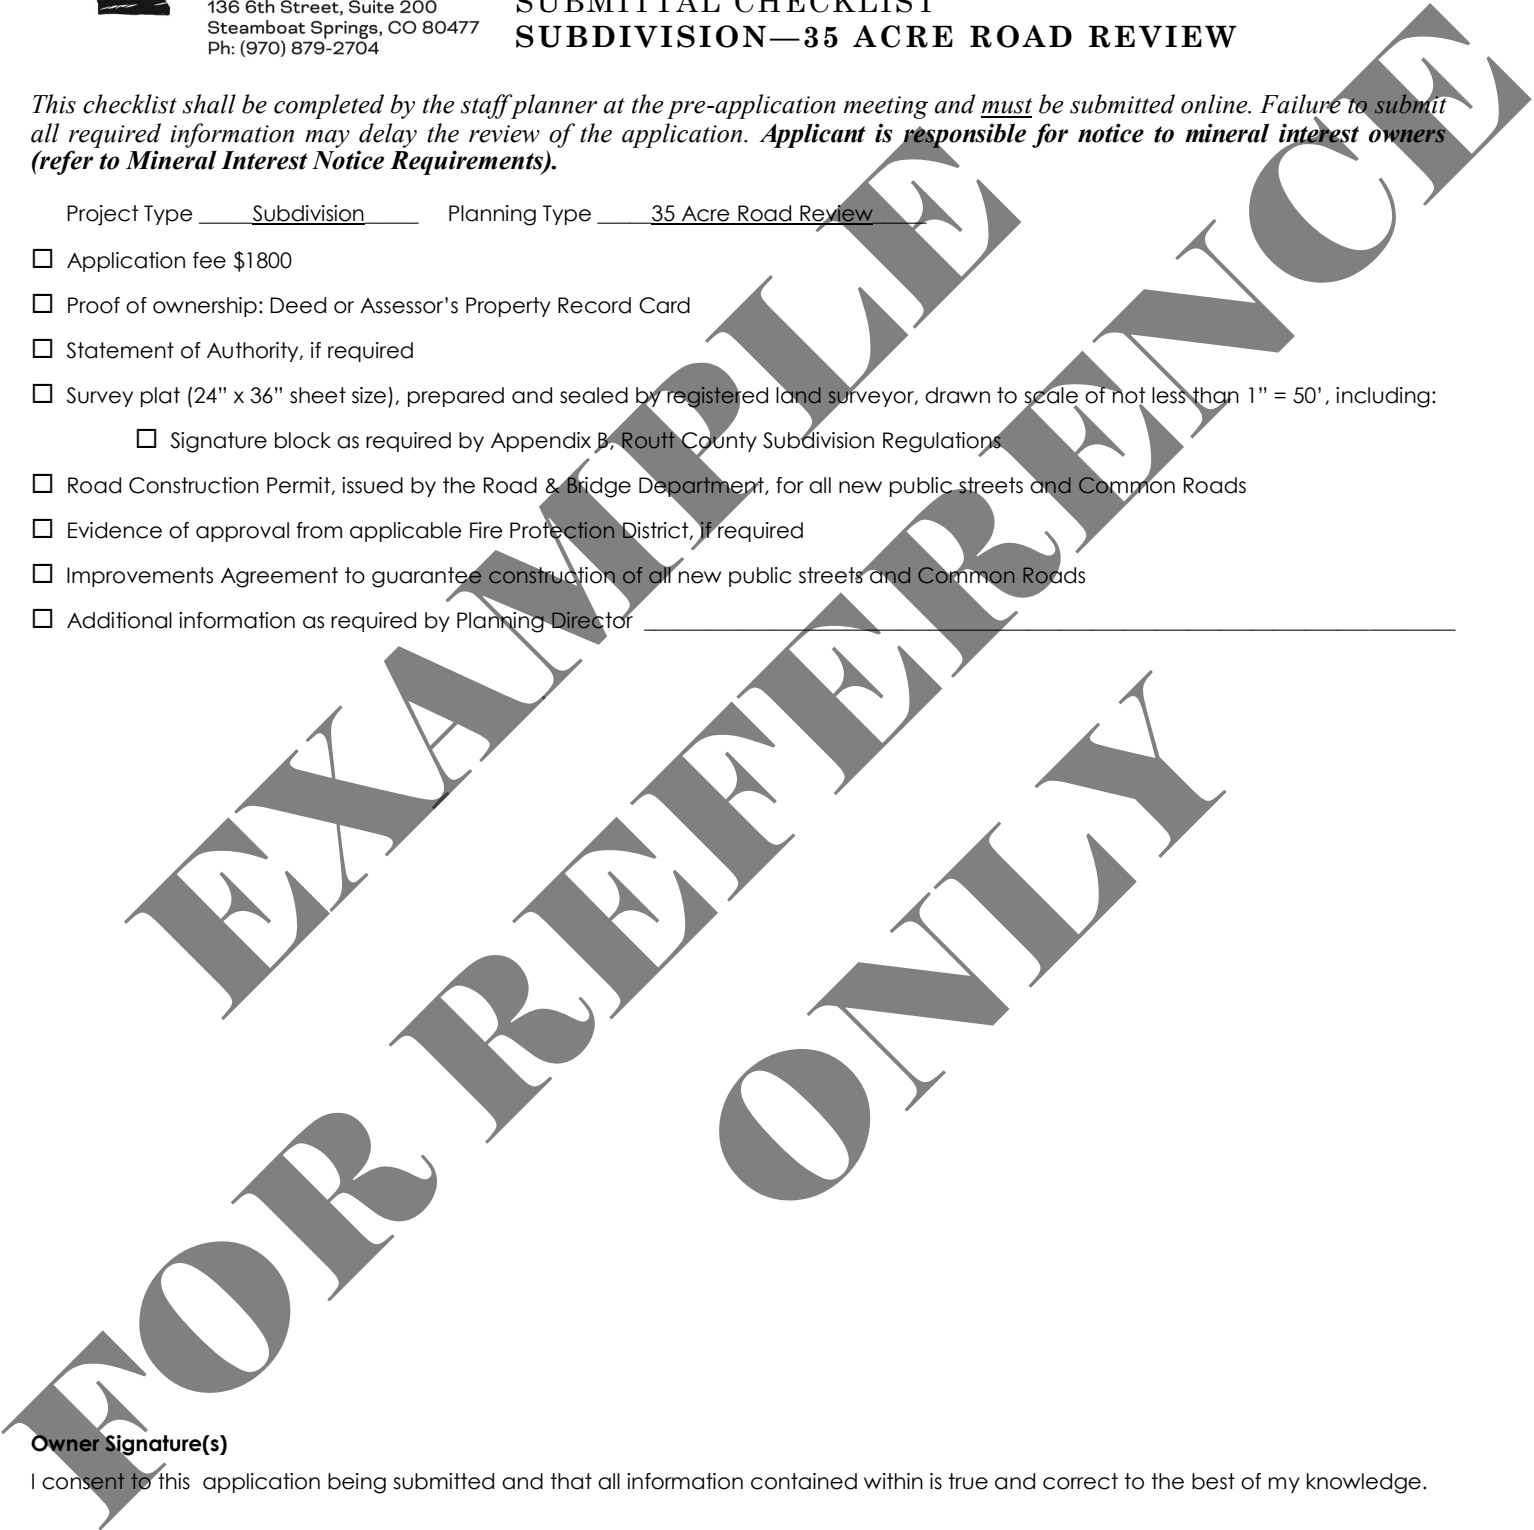 136 6th Street, Suite 200
Steamboat Springs, CO 80477
Ph: (970) 879-2704
SUBMITTAL CHECKLIST
SUBDIVISION—35 ACRE ROAD REVIEW
This checklist shall be completed by the staff planner at the pre-application meeting and must be submitted online. Failure to submit
all required information may delay the review of the application. Applicant is responsible for notice to mineral interest owners
(refer to Mineral Interest Notice Requirements).
Project Type _____Subdivision_____ Planning Type _____35 Acre Road Review_____
☐ Application fee $1800
☐ Proof of ownership: Deed or Assessor’s Property Record Card
☐ Statement of Authority, if required
☐ Survey plat (24” x 36” sheet size), prepared and sealed by registered land surveyor, drawn to scale of not less than 1” = 50’, including:
☐ Signature block as required by Appendix B, Routt County Subdivision Regulations
☐ Road Construction Permit, issued by the Road & Bridge Department, for all new public streets and Common Roads
☐ Evidence of approval from applicable Fire Protection District, if required
☐ Improvements Agreement to guarantee construction of all new public streets and Common Roads
☐ Additional information as required by Planning Director ____________________
EXAMPLE
FOR REFERENCE
ONLY
Owner Signature(s)
I consent to this application being submitted and that all information contained within is true and correct to the best of my knowledge.